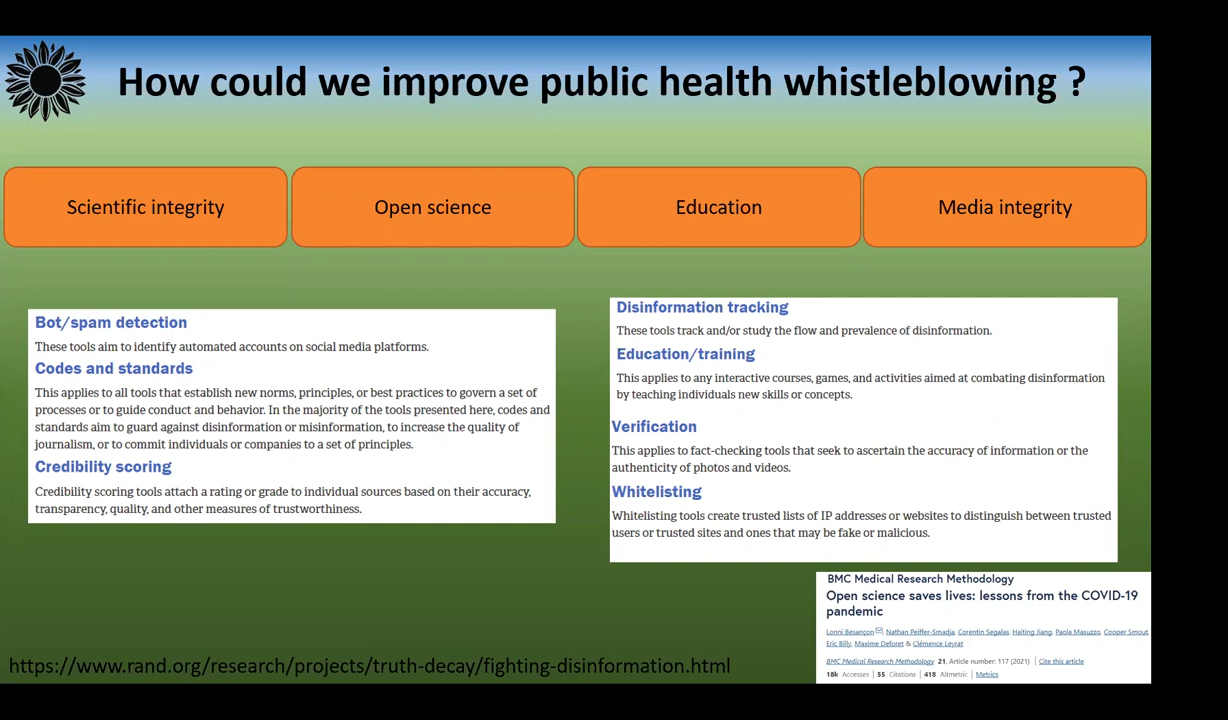 How could we improve public health whistleblowing ?
Scientific integrity
Open science
Education
Media integrity
Bot/spam detection
These tools aim to identify automated accounts on social media platforms.
Codes and standards
This applies to all tools that establish new norms, principles, or best practices to govern a set of
processes or to guide conduct and behavior. In the majority of the tools presented here, codes and
standards aim to guard against disinformation or misinformation, to increase the quality of
journalism, or to commit individuals or companies to a set of principles.
Credibility scoring
Credibility scoring tools attach a rating or grade to individual sources based on their accuracy,
transparency, quality, and other measures of trustworthiness.
Disinformation tracking
These tools track and/or study the flow and prevalence of disinformation.
Education/training
This applies to any interactive courses, games, and activities aimed at combating disinformation
by teaching individuals new skills or concepts.
Verification
This applies to fact-checking tools that seek to ascertain the accuracy of information or the
authenticity of photos and videos.
Whitelisting
Whitelisting tools create trusted lists of IP addresses or websites to distinguish between trusted
users or trusted sites and ones that may be fake or malicious.
BMC Medical Research Methodology
Open science saves lives: lessons from the COVID-19
pandemic
Lonni Besançon, Nathan Peiffer-Smadja, Corentin Segalas, Haiting Jiang, Paola Masuzzo, Cooper Smout,
Eric Billy, Maxime Deforet & Clémence Leyrat
BMC Medical Research Methodology 21, Article number: 117 (2021) | Cite this article
18k Accesses | 55 Citations | 418 Altmetric | Metrics
https://www.rand.org/research/projects/truth-decay/fighting-disinformation.html